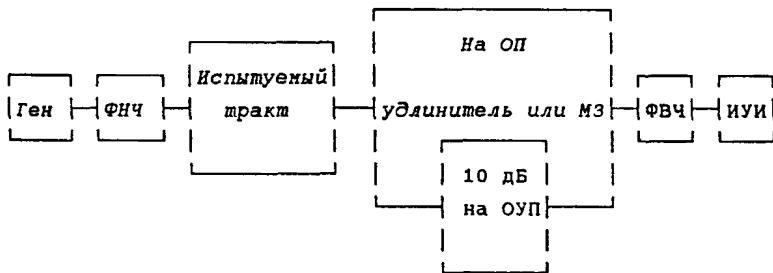 На ОП
Ген
ФНЧ
Испытуемый
тракт
удлинитель или МЗ
ФВЧ
ИУИ
10 дБ
на ОУП